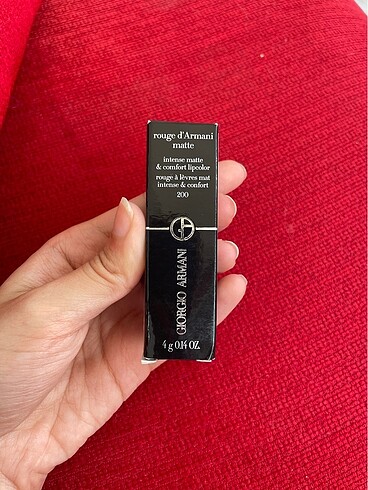 rouge d'Armani
matte
intense matte
& comfort lipcolor
rouge à lèvres mat
intense & confort
200
GIORGIO ARMANI
4 g 0.14 OZ.